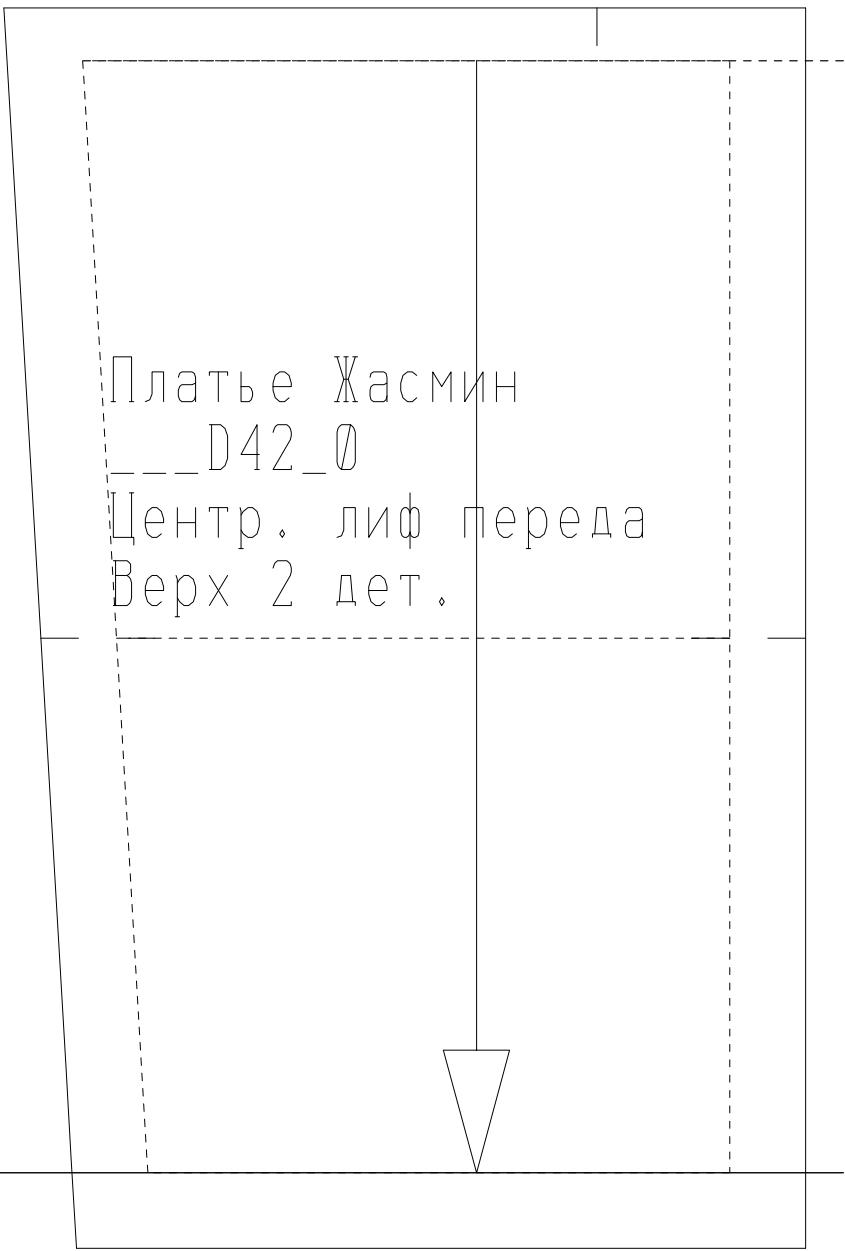 Платье Жасмин
___D42_0
Центр. лиф переда
Верх 2 дет.